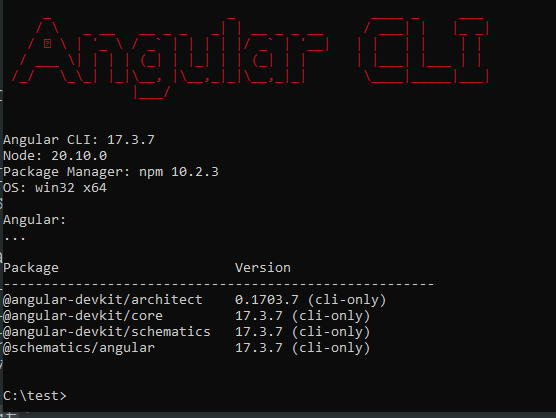 Angular CLI
Angular CLI: 17.3.7
Node: 20.10.0
Package Manager: npm 10.2.3
OS: win32 x64
Angular:
...
Package Version
------------------------------------------------------
@angular-devkit/architect 0.1703.7 (cli-only)
@angular-devkit/core 17.3.7 (cli-only)
@angular-devkit/schematics 17.3.7 (cli-only)
@schematics/angular 17.3.7 (cli-only)
C:\test>